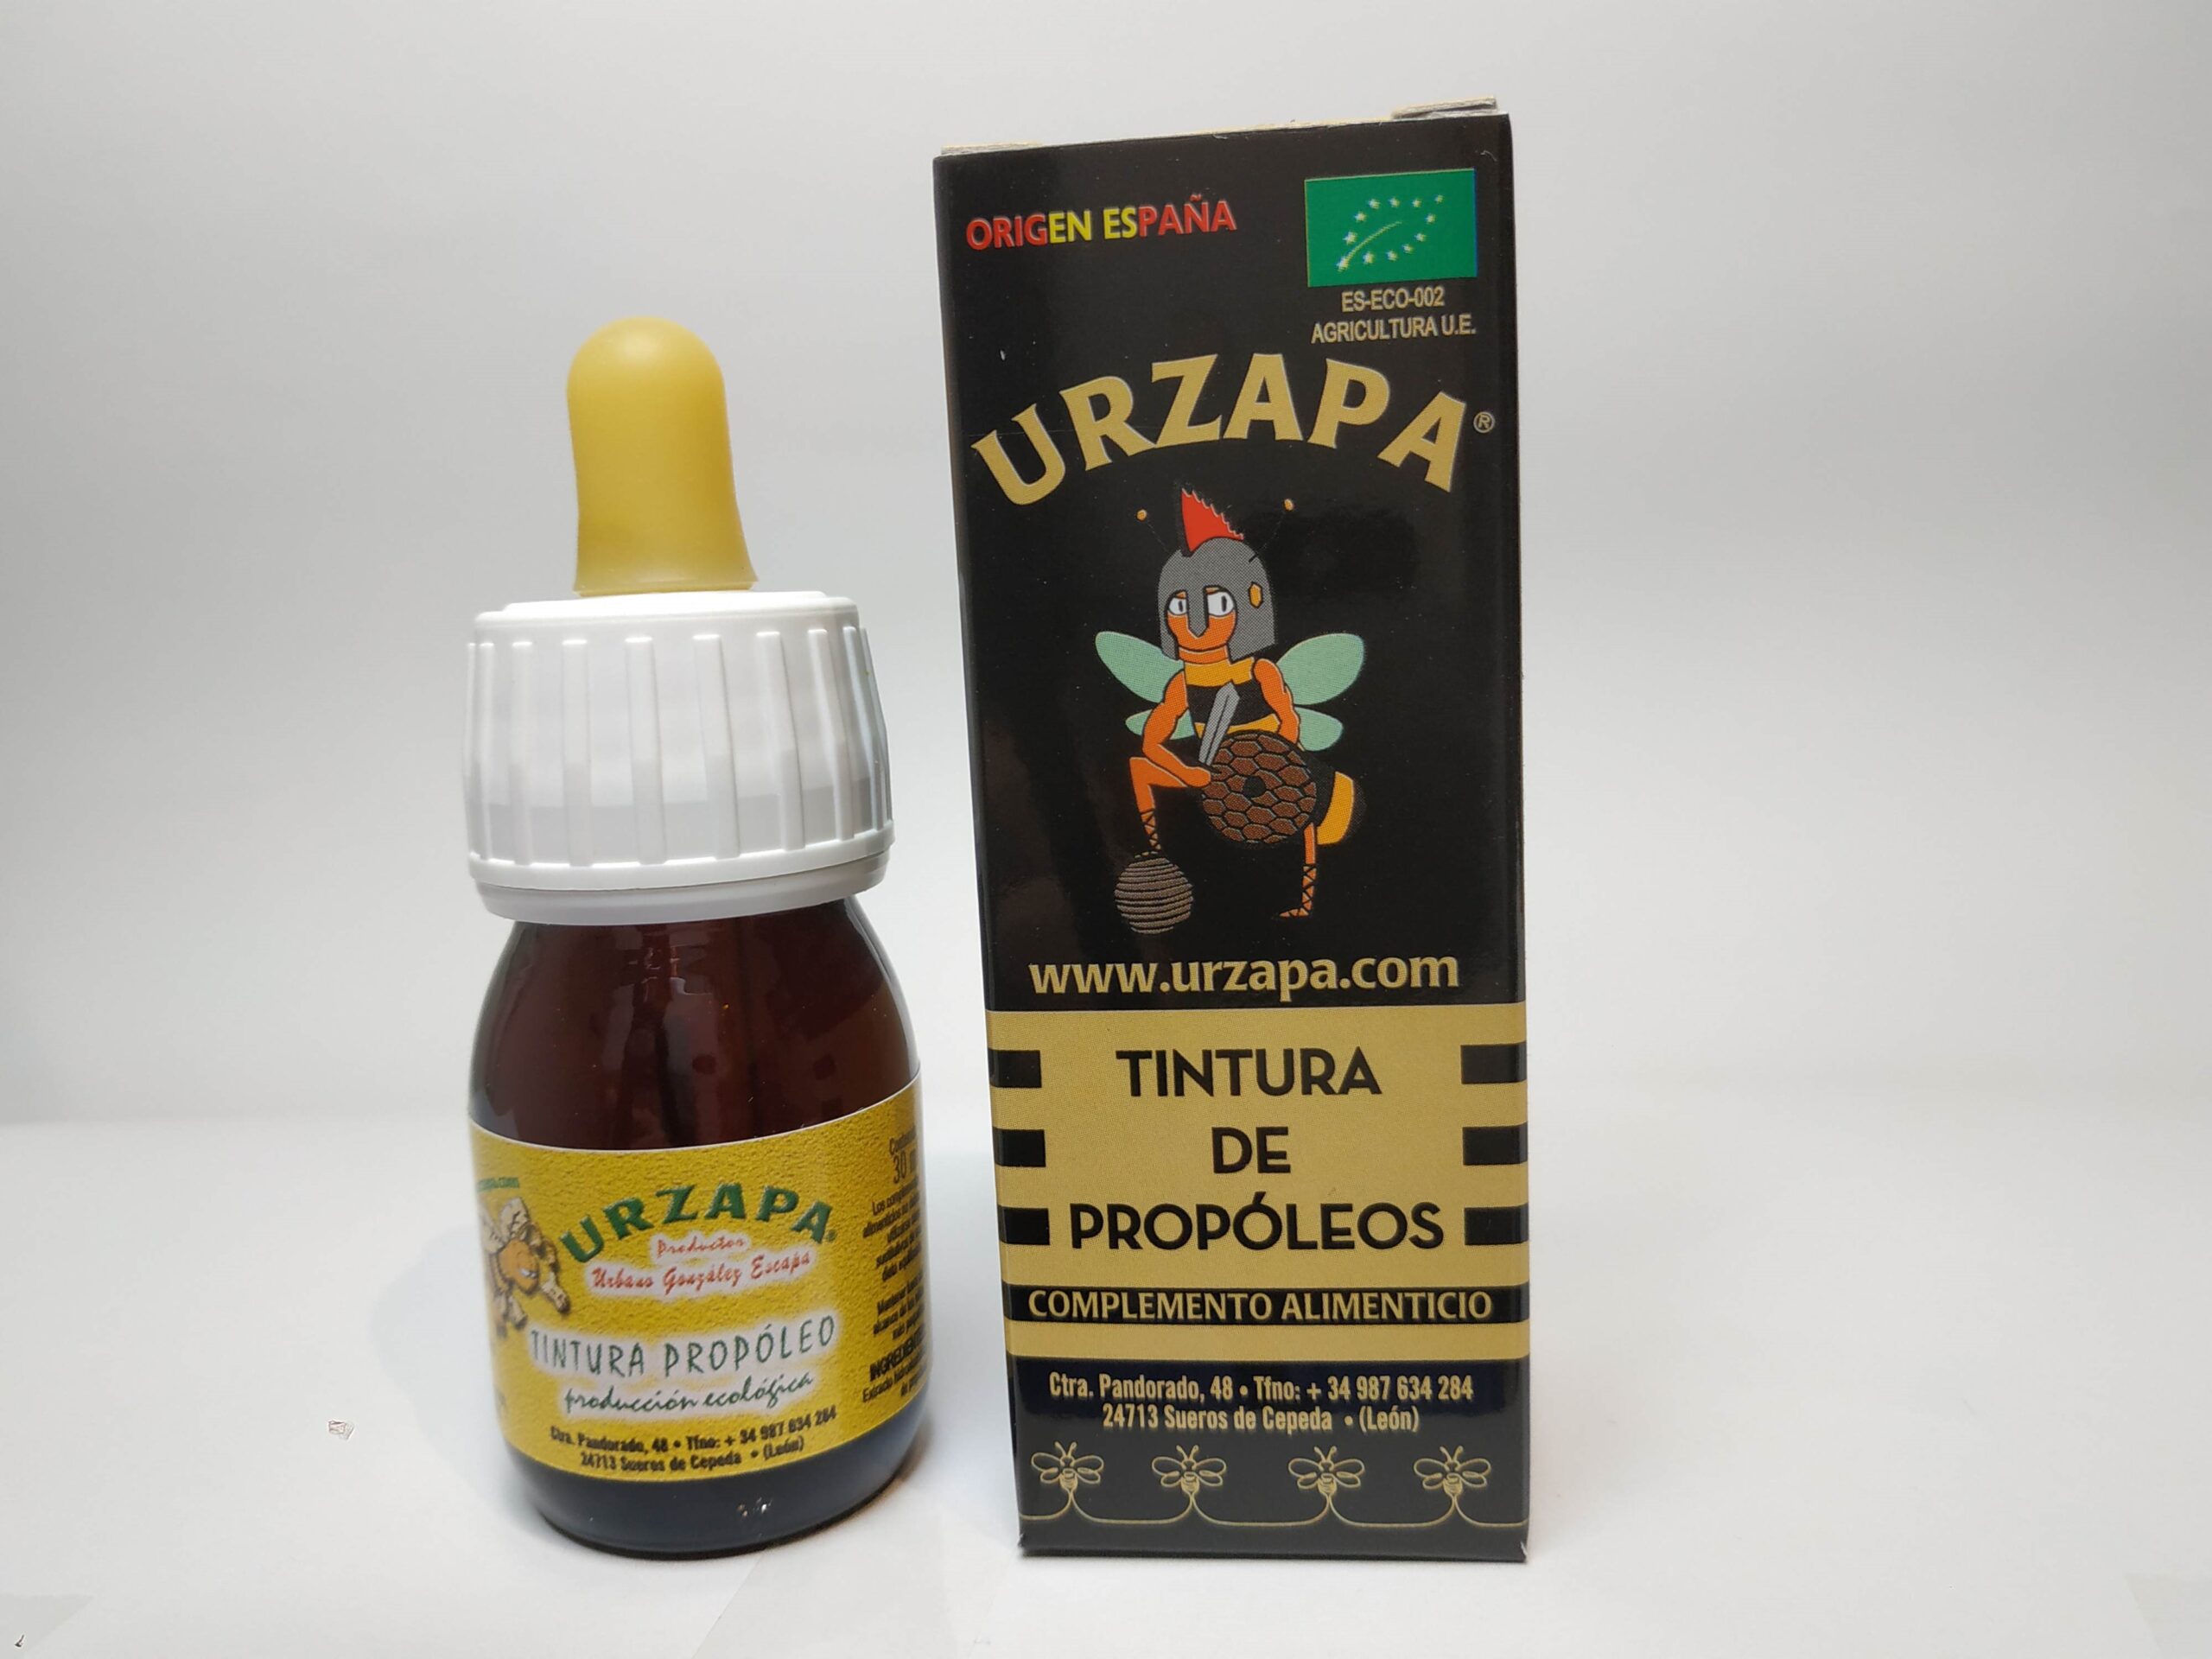 ORIGEN ESPAÑA
ES-ECO-002
AGRICULTURA U.E.
URZAPA®
www.urzapa.com
TINTURA
DE
PROPÓLEOS
COMPLEMENTO ALIMENTICIO
Ctra. Pandorado, 48 • Tfno: + 34 987 634 284
24713 Sueros de Cepeda • (León)
URZAPA®
Productor
Urbano González Escapa
TINTURA PROPÓLEO
producción ecológica
Ctra. Pandorado, 48 • Tfno: + 34 987 634 284
24713 Sueros de Cepeda • (León)
30